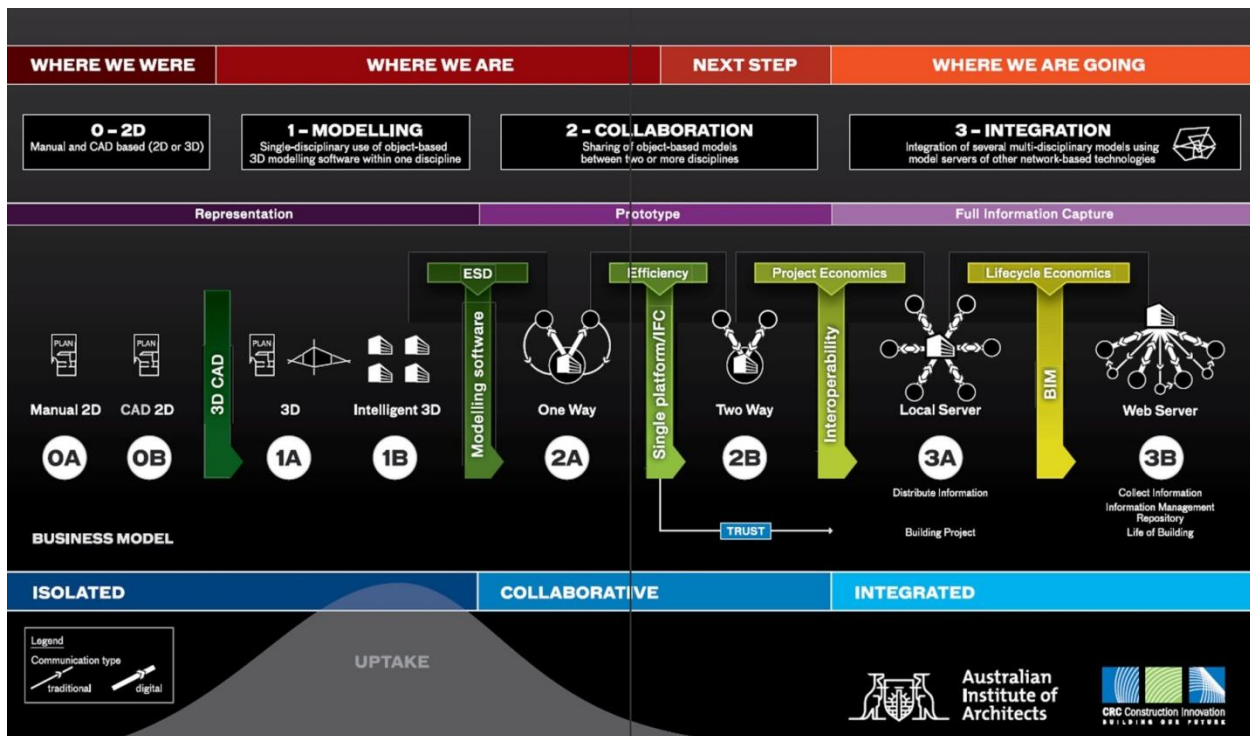 WHERE WE WERE
WHERE WE ARE
NEXT STEP
WHERE WE ARE GOING
0 – 2D
Manual and CAD based (2D or 3D)
1 – MODELLING
Single-disciplinary use of object-based
3D modelling software within one discipline
2 – COLLABORATION
Sharing of object-based models
between two or more disciplines
3 – INTEGRATION
Integration of several multi-disciplinary models using
model servers of other network-based technologies
Representation
Prototype
Full Information Capture
ESD
Efficiency
Project Economics
Lifecycle Economics
3D CAD
Modelling software
Single platform/IFC
Interoperability
BIM
PLAN
PLAN
PLAN
Manual 2D
CAD 2D
3D
Intelligent 3D
One Way
Two Way
Local Server
Web Server
0A
0B
1A
1B
2A
2B
3A
3B
Distribute Information
Building Project
Collect Information
Information Management
Repository
Life of Building
TRUST
BUSINESS MODEL
ISOLATED
COLLABORATIVE
INTEGRATED
Legend
Communication type
traditional
digital
UPTAKE
Australian
Institute of
Architects
CRC Construction Innovation
BUILDING OUR FUTURE